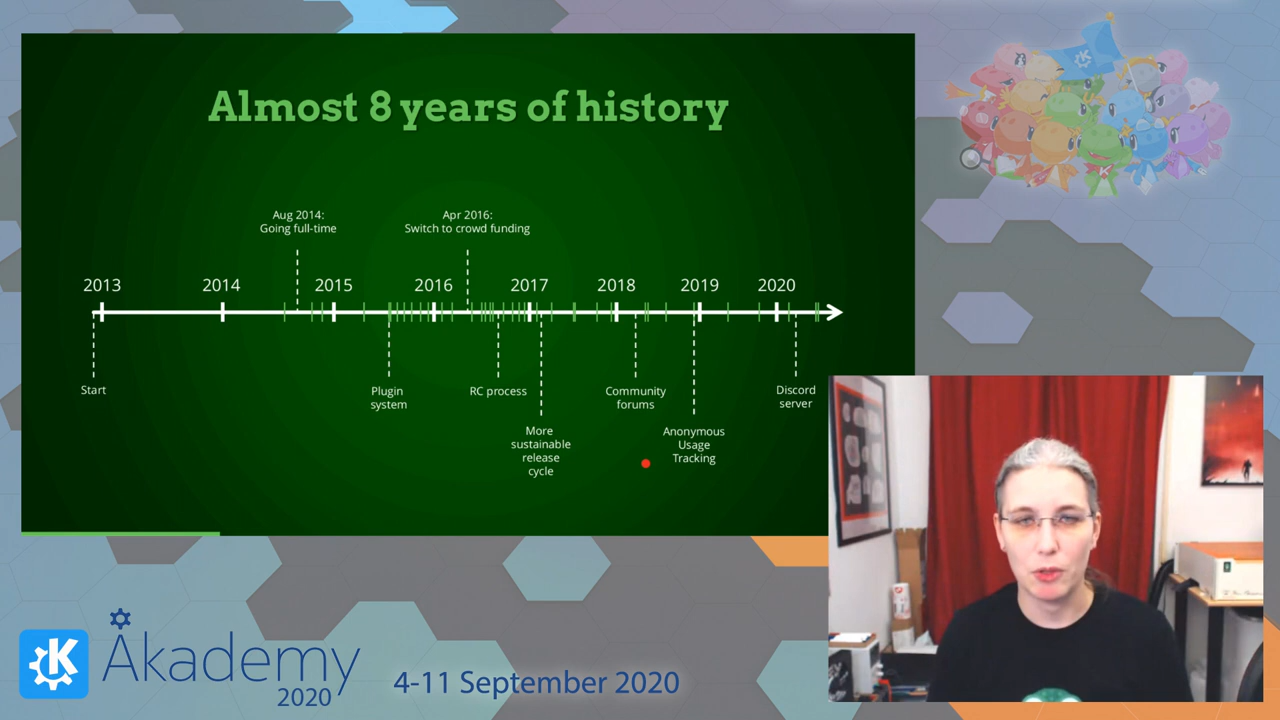 Almost 8 years of history
Aug 2014:
Going full-time
Apr 2016:
Switch to crowd funding
2013
2014
2015
2016
2017
2018
2019
2020
Start
Plugin
system
RC process
More
sustainable
release
cycle
Community
forums
Anonymous
Usage
Tracking
Discord
server
K
Akademy
2020
4-11 September 2020